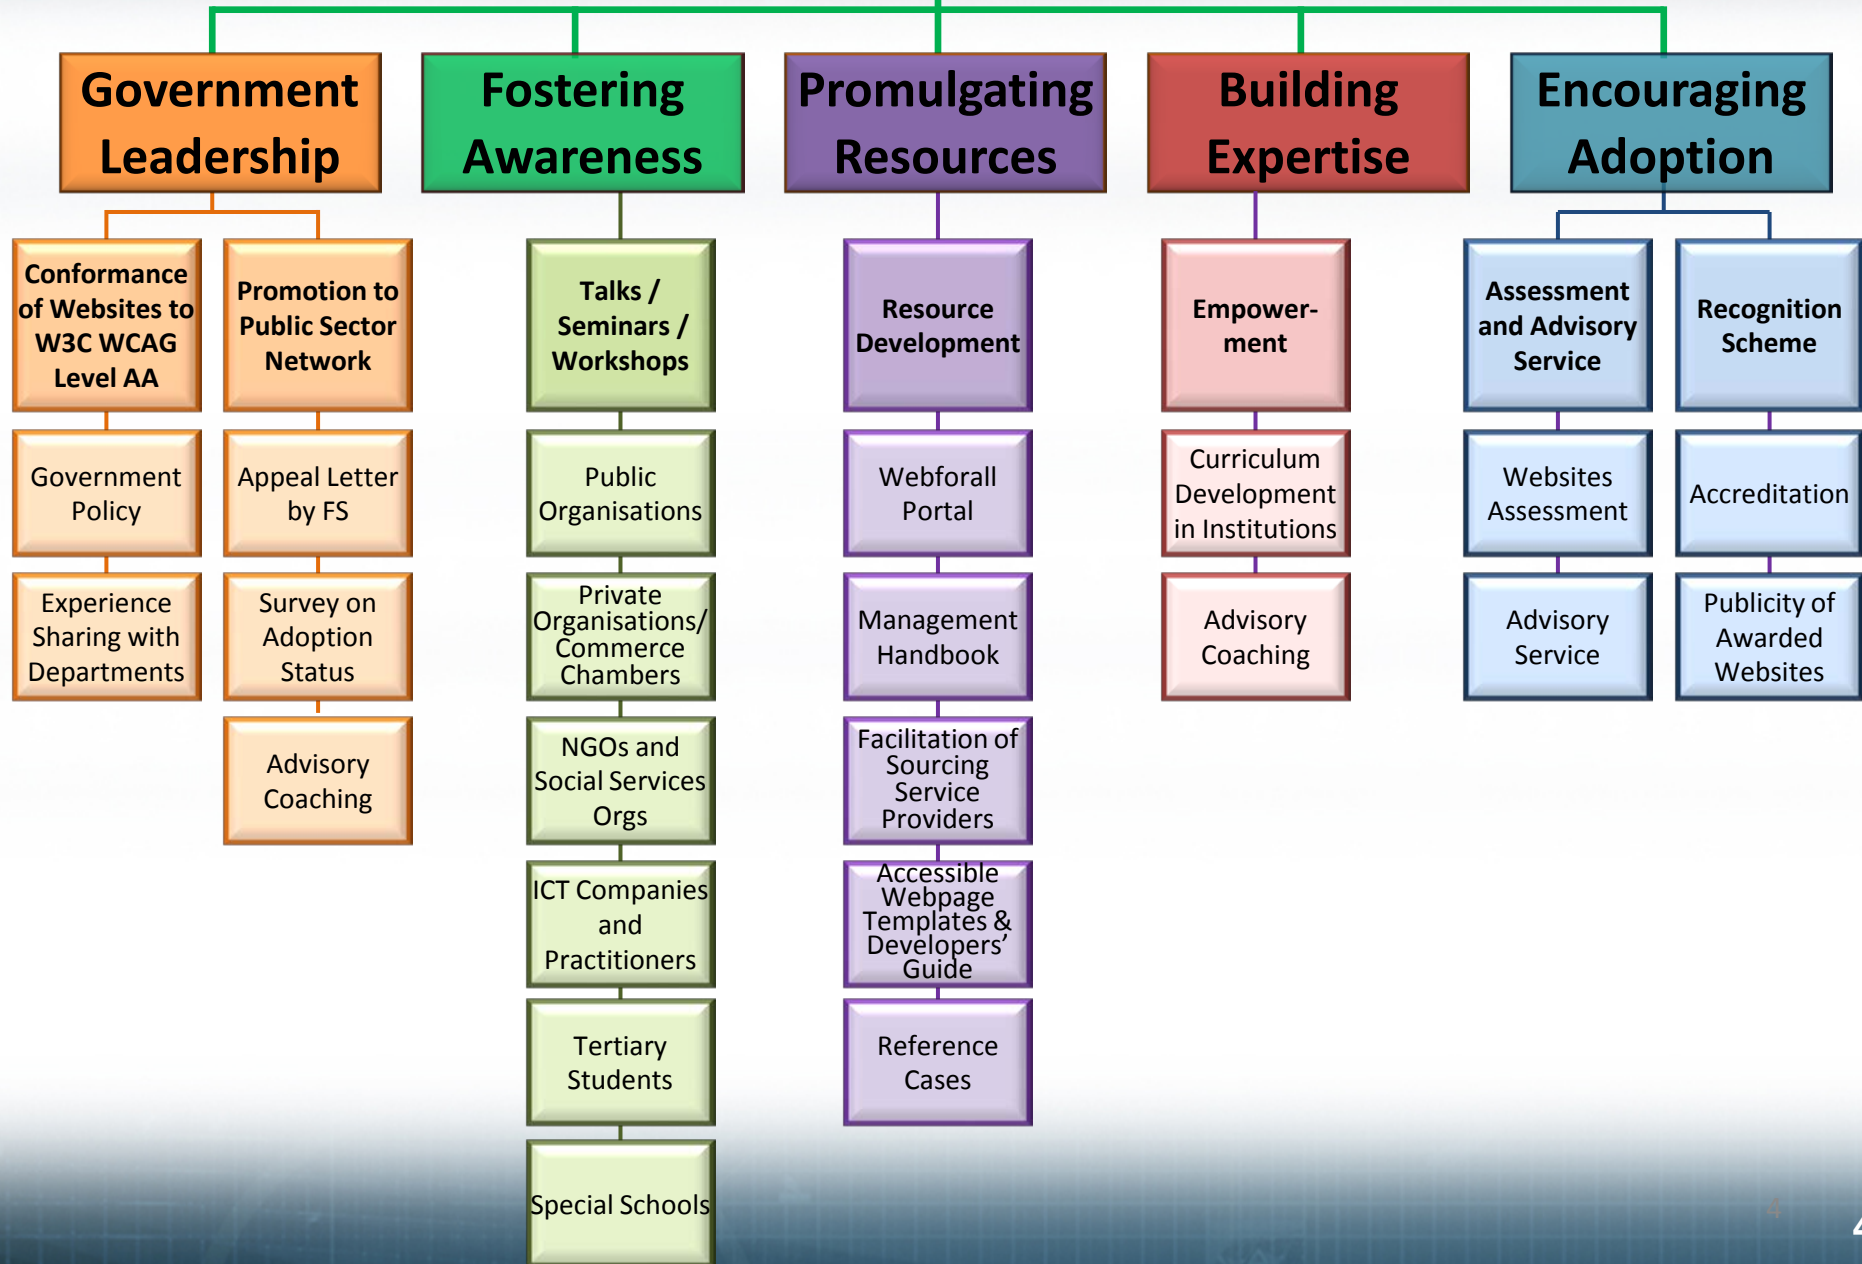 Government
Leadership
Fostering
Awareness
Promulgating
Resources
Building
Expertise
Encouraging
Adoption
Conformance
of Websites to
W3C WCAG
Level AA
Government
Policy
Experience
Sharing with
Departments
Promotion to
Public Sector
Network
Appeal Letter
by FS
Survey on
Adoption
Status
Advisory
Coaching
Talks /
Seminars /
Workshops
Public
Organisations
Private
Organisations/
Commerce
Chambers
NGOs and
Social Services
Orgs
ICT Companies
and
Practitioners
Tertiary
Students
Special Schools
Resource
Development
Webforall
Portal
Management
Handbook
Facilitation of
Sourcing
Service
Providers
Accessible
Webpage
Templates &
Developers’
Guide
Reference
Cases
Empower-
ment
Curriculum
Development
in Institutions
Advisory
Coaching
Assessment
and Advisory
Service
Websites
Assessment
Advisory
Service
Recognition
Scheme
Accreditation
Publicity of
Awarded
Websites
4
4